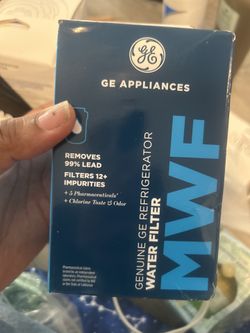 GE
GE APPLIANCES
REMOVES
99% LEAD
FILTERS 12+
IMPURITIES
+ 5 Pharmaceuticals*
+ Chlorine Taste & Odor
GENUINE GE REFRIGERATOR
WATER FILTER
MWF